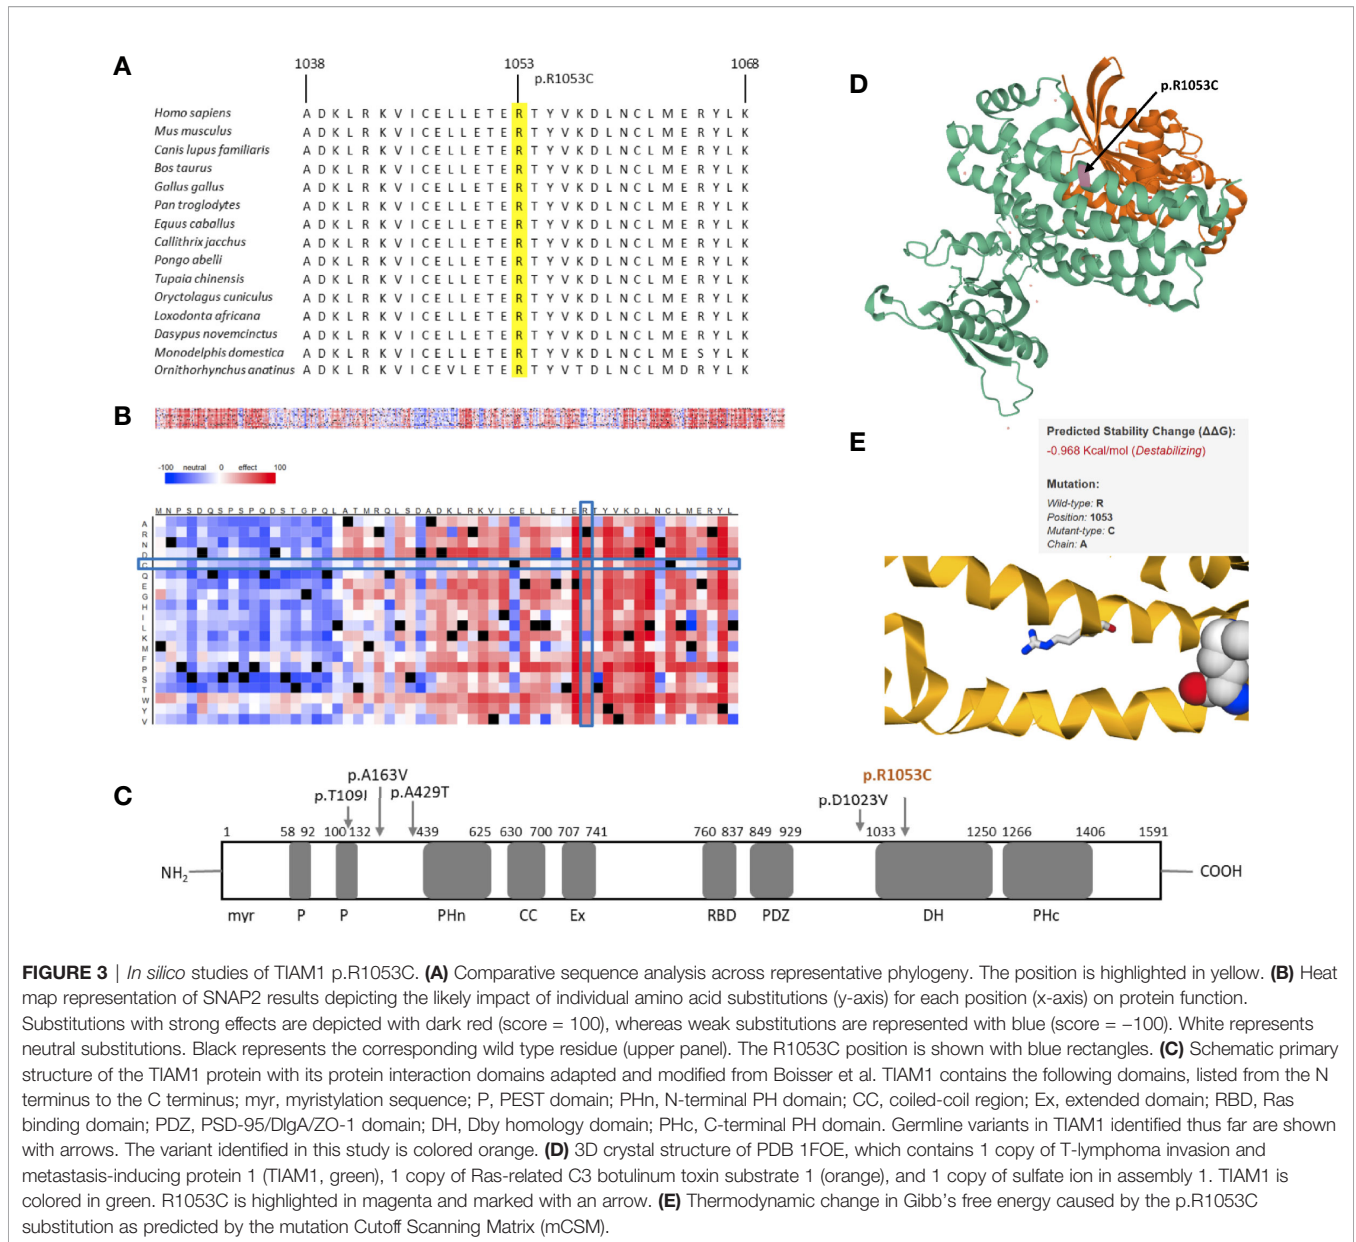 A
1038 1053 1068
p.R1053C
Homo sapiens A D K L R K V I C E L L E T E R T Y V K D L N C L M E R Y L K
Mus musculus A D K L R K V I C E L L E T E R T Y V K D L N C L M E R Y L K
Canis lupus familiaris A D K L R K V I C E L L E T E R T Y V K D L N C L M E R Y L K
Bos taurus A D K L R K V I C E L L E T E R T Y V K D L N C L M E R Y L K
Gallus gallus A D K L R K V I C E L L E T E R T Y V K D L N C L M E R Y L K
Pan troglodytes A D K L R K V I C E L L E T E R T Y V K D L N C L M E R Y L K
Equus caballus A D K L R K V I C E L L E T E R T Y V K D L N C L M E R Y L K
Callithrix jacchus A D K L R K V I C E L L E T E R T Y V K D L N C L M E R Y L K
Pongo abelli A D K L R K V I C E L L E T E R T Y V K D L N C L M E R Y L K
Tupaia chinensis A D K L R K V I C E L L E T E R T Y V K D L N C L M E R Y L K
Oryctolagus cuniculus A D K L R K V I C E L L E T E R T Y V K D L N C L M E R Y L K
Loxodonta africana A D K L R K V I C E L L E T E R T Y V K D L N C L M E R Y L K
Dasypus novemcinctus A D K L R K V I C E L L E T E R T Y V K D L N C L M E R Y L K
Monodelphis domestica A D K L R K V I C E L L E T E R T Y V K D L N C L M E S Y L K
Ornithorhynchus anatinus A D K L R K V I C E V L E T E R T Y V T D L N C L M D R Y L K
B
-100 neutral 0 effect 100
M N P S D Q S P S P Q D S T G P Q L A T M R Q L S D A D K L R K V I C E L L E T E R T Y V K D L N C L M E R Y L
A
R
N
D
C
Q
E
G
H
I
L
K
M
F
P
S
T
W
Y
V
C
p.A163V
p.R1053C
p.T109I p.A429T p.D1023V
1 58 92 100 132 439 625 630 700 707 741 760 837 849 929 1033 1250 1266 1406 1591
NH2 COOH
myr P P PHn CC Ex RBD PDZ DH PHc
D
p.R1053C
E
Predicted Stability Change (ΔΔG):
-0.968 Kcal/mol (Destabilizing)
Mutation:
Wild-type: R
Position: 1053
Mutant-type: C
Chain: A
FIGURE 3 | In silico studies of TIAM1 p.R1053C. (A) Comparative sequence analysis across representative phylogeny. The position is highlighted in yellow. (B) Heat
map representation of SNAP2 results depicting the likely impact of individual amino acid substitutions (y-axis) for each position (x-axis) on protein function.
Substitutions with strong effects are depicted with dark red (score = 100), whereas weak substitutions are represented with blue (score = −100). White represents
neutral substitutions. Black represents the corresponding wild type residue (upper panel). The R1053C position is shown with blue rectangles. (C) Schematic primary
structure of the TIAM1 protein with its protein interaction domains adapted and modified from Boisser et al. TIAM1 contains the following domains, listed from the N
terminus to the C terminus; myr, myristylation sequence; P, PEST domain; PHn, N-terminal PH domain; CC, coiled-coil region; Ex, extended domain; RBD, Ras
binding domain; PDZ, PSD-95/DlgA/ZO-1 domain; DH, Dby homology domain; PHc, C-terminal PH domain. Germline variants in TIAM1 identified thus far are shown
with arrows. The variant identified in this study is colored orange. (D) 3D crystal structure of PDB 1FOE, which contains 1 copy of T-lymphoma invasion and
metastasis-inducing protein 1 (TIAM1, green), 1 copy of Ras-related C3 botulinum toxin substrate 1 (orange), and 1 copy of sulfate ion in assembly 1. TIAM1 is
colored in green. R1053C is highlighted in magenta and marked with an arrow. (E) Thermodynamic change in Gibb's free energy caused by the p.R1053C
substitution as predicted by the mutation Cutoff Scanning Matrix (mCSM).